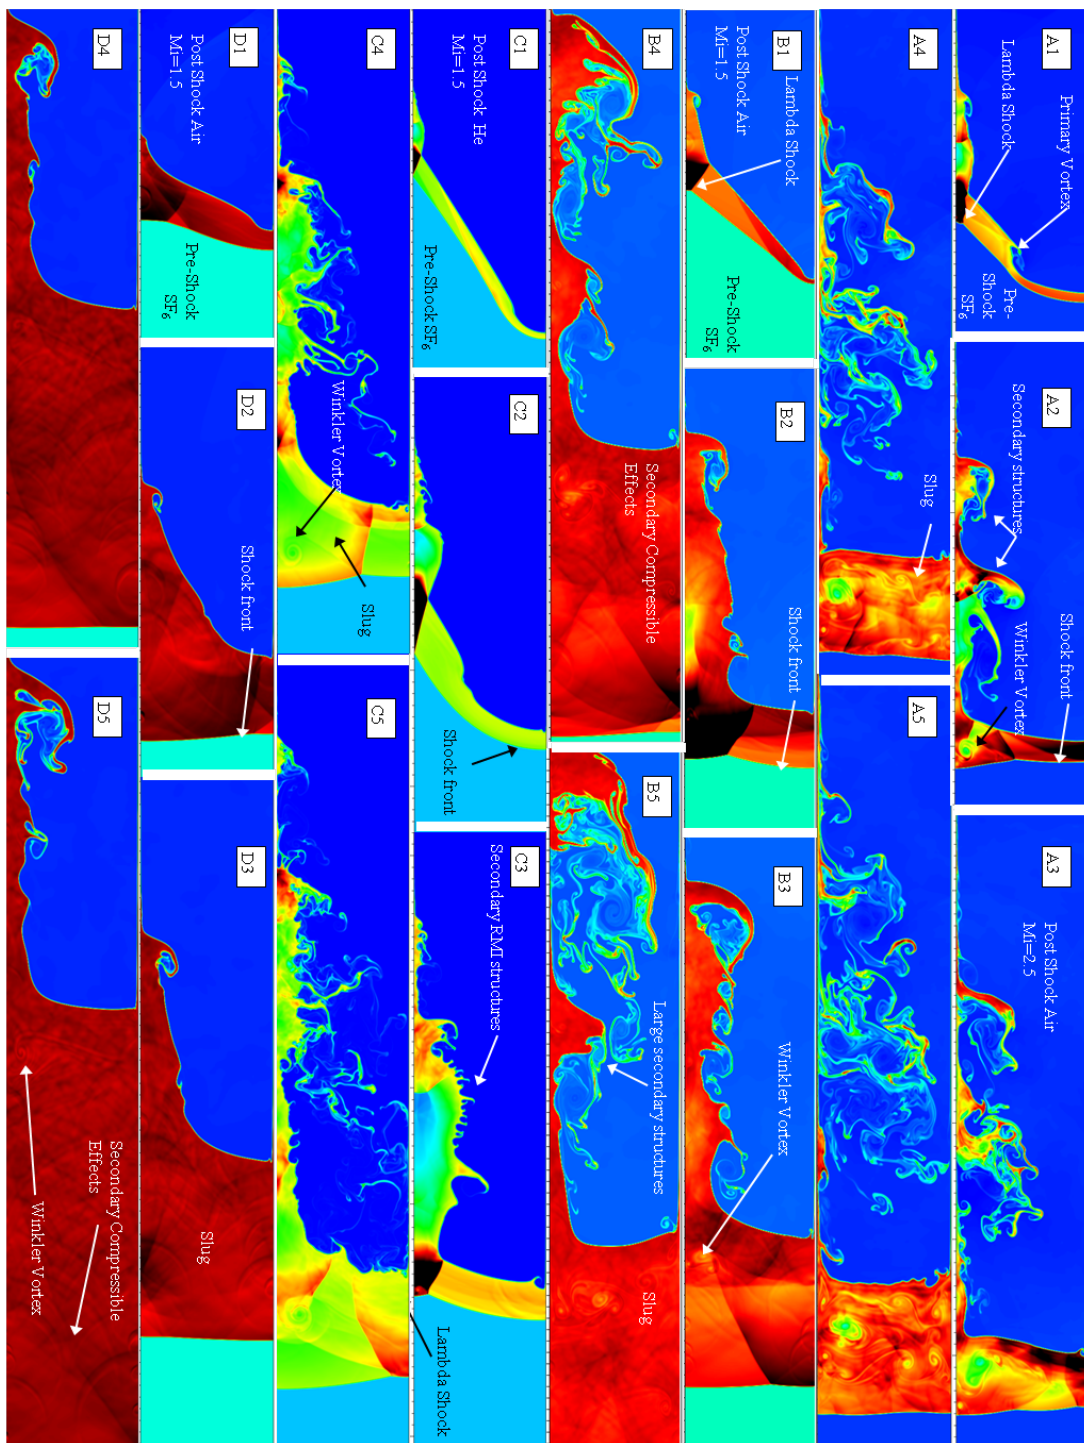 A1
Primary Vortex
Lambda Shock
Pre-
Shock
SF6
A2
Secondary structures
Winkler Vortex
Shock front
A3
Post Shock Air
Mi=2.5
A4
Slug
A5
B1
Post Shock Air
Mi=1.5
Lambda Shock
Pre-Shock
SF6
B2
Shock front
B3
Winkler Vortex
B4
Secondary Compressible
Effects
B5
Large secondary structures
Slug
C1
Post Shock He
Mi=1.5
Pre-Shock SF6
C2
Shock front
C3
Secondary RMI structures
Lambda Shock
C4
Winkler Vortex
Slug
C5
D1
Post Shock Air
Mi=1.5
Pre-Shock
SF6
D2
Shock front
D3
Slug
D4
D5
Secondary Compressible
Effects
Winkler Vortex